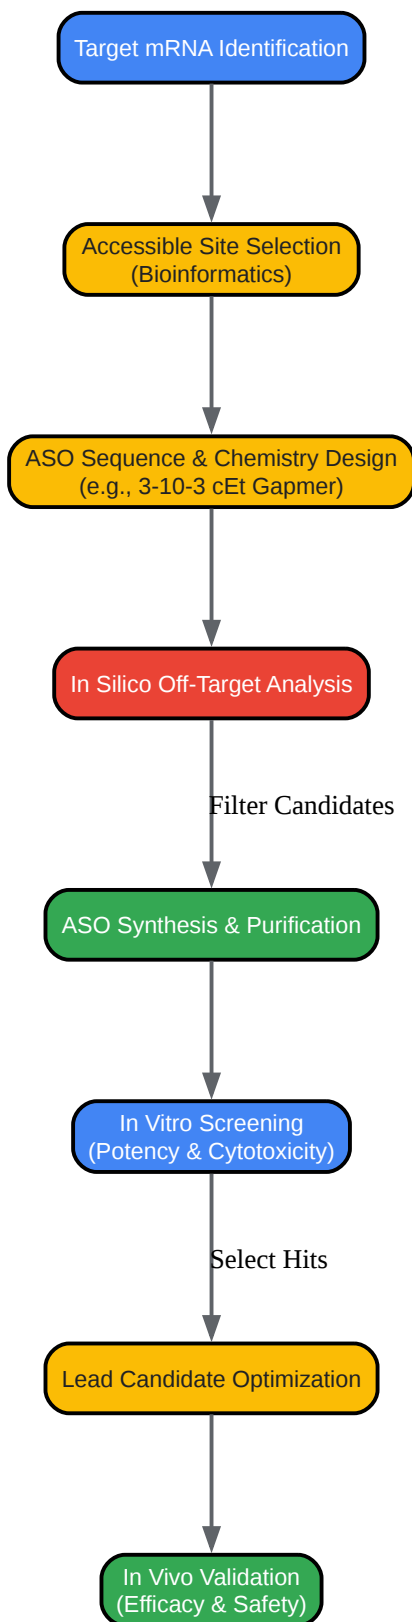 Target mRNA Identification
Accessible Site Selection
(Bioinformatics)
ASO Sequence & Chemistry Design
(e.g., 3-10-3 cEt Gapmer)
In Silico Off-Target Analysis
Filter Candidates
ASO Synthesis & Purification
In Vitro Screening
(Potency & Cytotoxicity)
Select Hits
Lead Candidate Optimization
In Vivo Validation
(Efficacy & Safety)